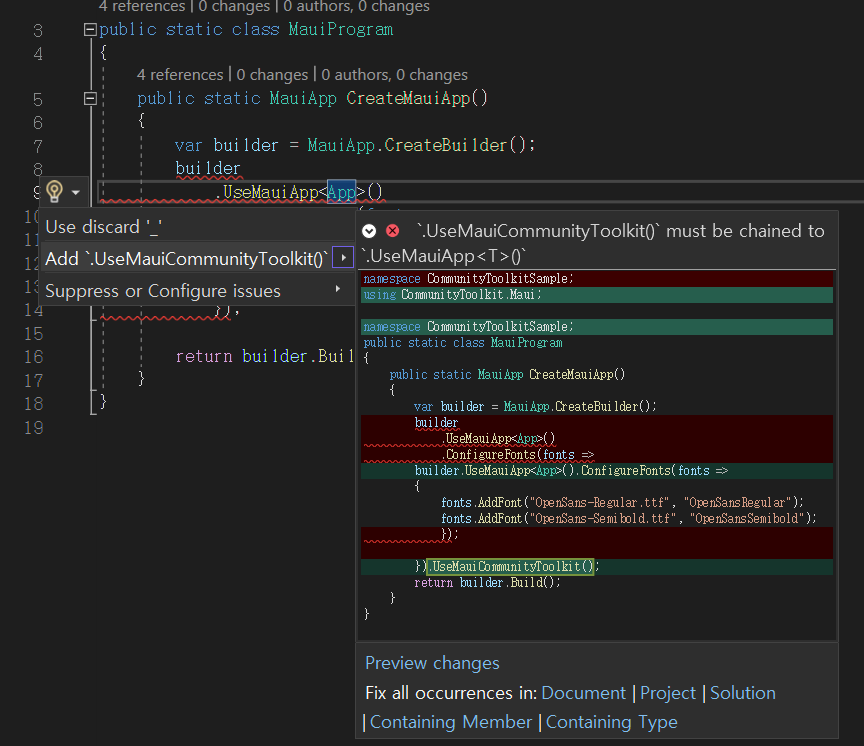 4 references | 0 changes | 0 authors, 0 changes
3 public static class MauiProgram
4 {
4 references | 0 changes | 0 authors, 0 changes
5 public static MauiApp CreateMauiApp()
6 {
7 var builder = MauiApp.CreateBuilder();
8 builder
9 .UseMauiApp<App>()
10
11
12
13
14 });
15
16 return builder.Buil
17 }
18 }
19
Use discard '_'
Add `.UseMauiCommunityToolkit()`
Suppress or Configure issues
`.UseMauiCommunityToolkit()` must be chained to
`.UseMauiApp<T>()`
namespace CommunityToolkitSample;
using CommunityToolkit.Maui;
namespace CommunityToolkitSample;
public static class MauiProgram
{
public static MauiApp CreateMauiApp()
{
var builder = MauiApp.CreateBuilder();
builder
.UseMauiApp<App>()
.ConfigureFonts(fonts =>
builder.UseMauiApp<App>().ConfigureFonts(fonts =>
{
fonts.AddFont("OpenSans-Regular.ttf", "OpenSansRegular");
fonts.AddFont("OpenSans-Semibold.ttf", "OpenSansSemibold");
});
}).UseMauiCommunityToolkit();
return builder.Build();
}
}
Preview changes
Fix all occurrences in: Document | Project | Solution
| Containing Member | Containing Type